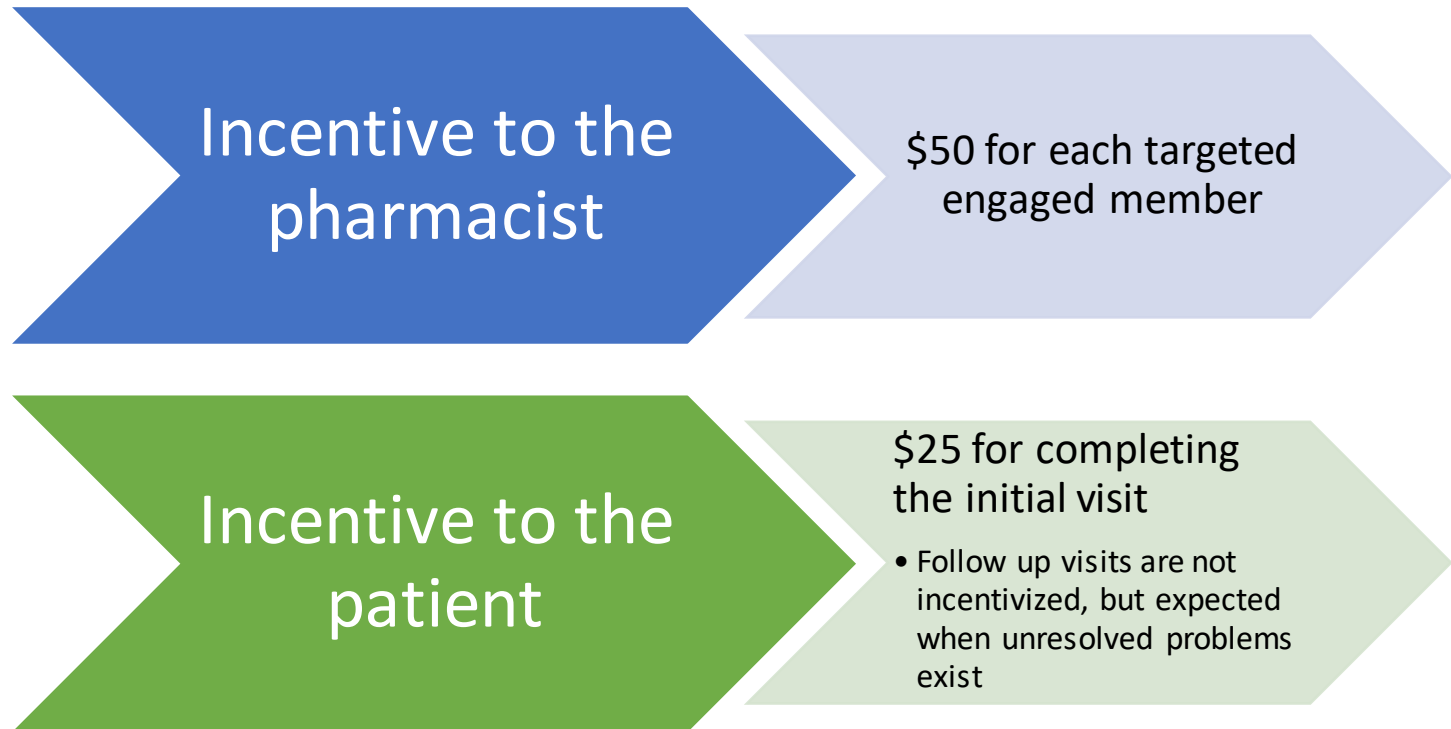 Incentive to the
pharmacist
$50 for each targeted
engaged member
Incentive to the
patient
$25 for completing
the initial visit
• Follow up visits are not
incentivized, but expected
when unresolved problems
exist